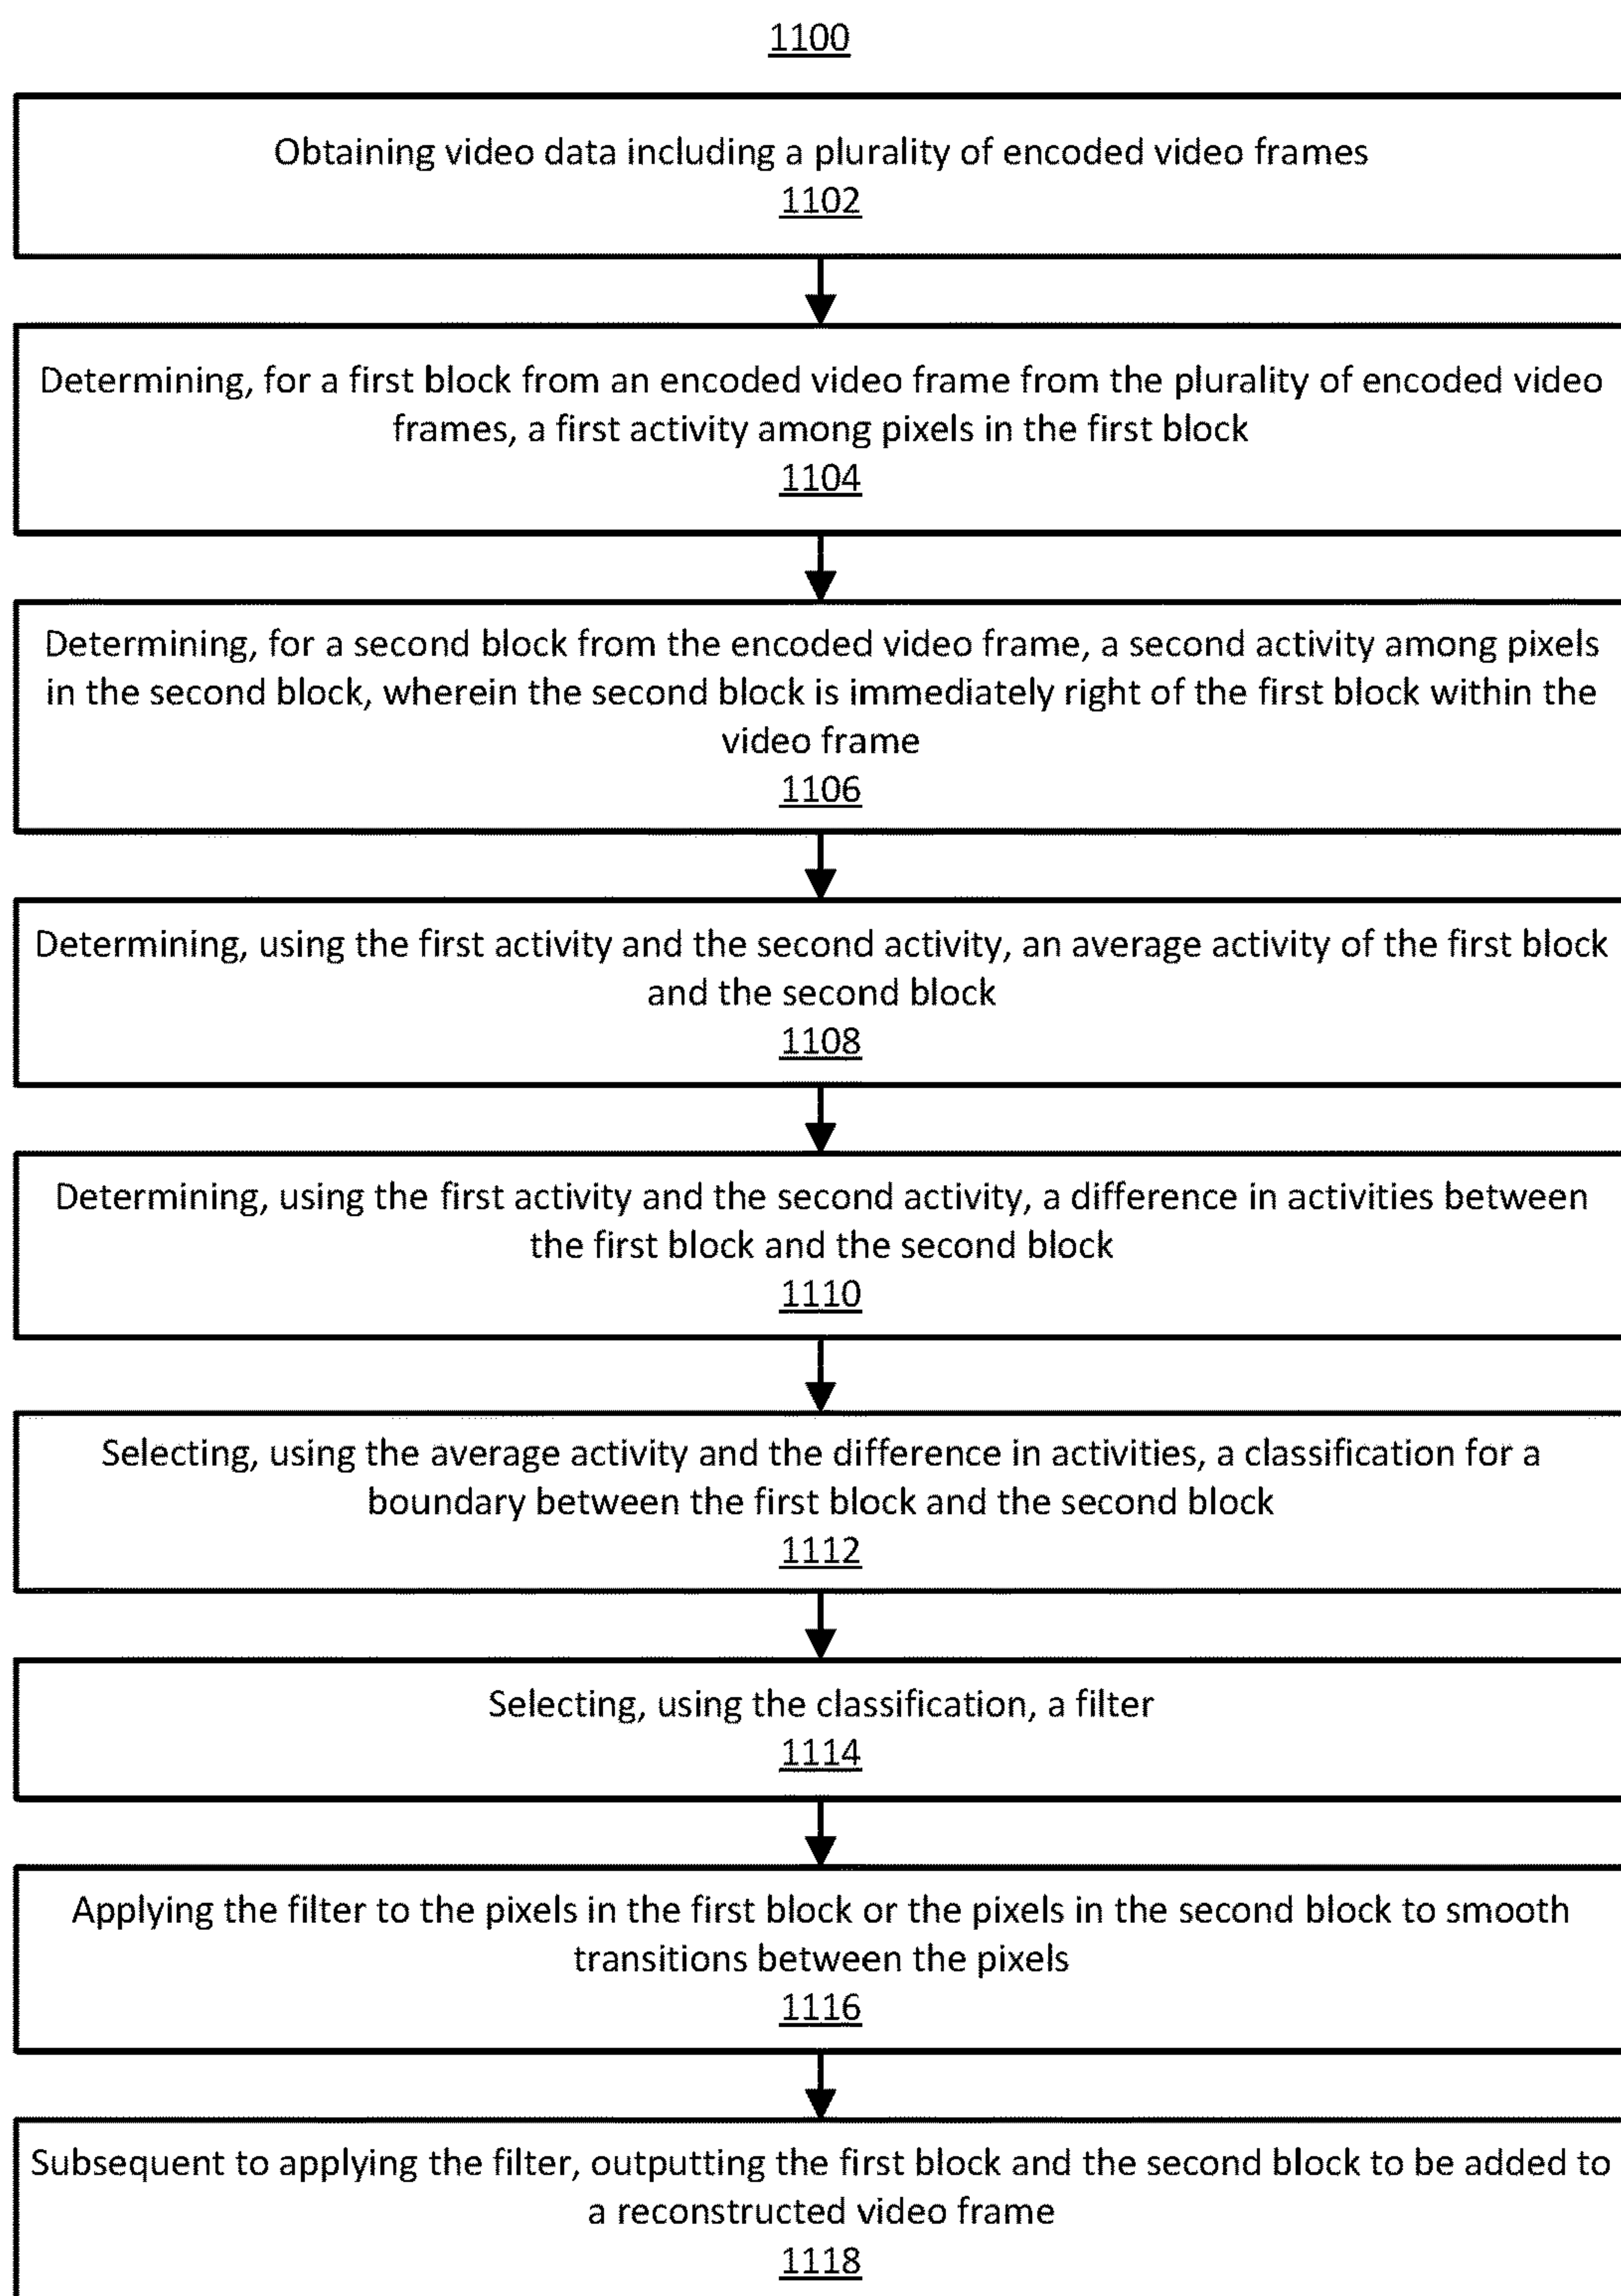 1100
Obtaining video data including a plurality of encoded video frames
1102
Determining, for a first block from an encoded video frame from the plurality of encoded video
frames, a first activity among pixels in the first block
1104
Determining, for a second block from the encoded video frame, a second activity among pixels
in the second block, wherein the second block is immediately right of the first block within the
video frame
1106
Determining, using the first activity and the second activity, an average activity of the first block
and the second block
1108
Determining, using the first activity and the second activity, a difference in activities between
the first block and the second block
1110
Selecting, using the average activity and the difference in activities, a classification for a
boundary between the first block and the second block
1112
Selecting, using the classification, a filter
1114
Applying the filter to the pixels in the first block or the pixels in the second block to smooth
transitions between the pixels
1116
Subsequent to applying the filter, outputting the first block and the second block to be added to
a reconstructed video frame
1118